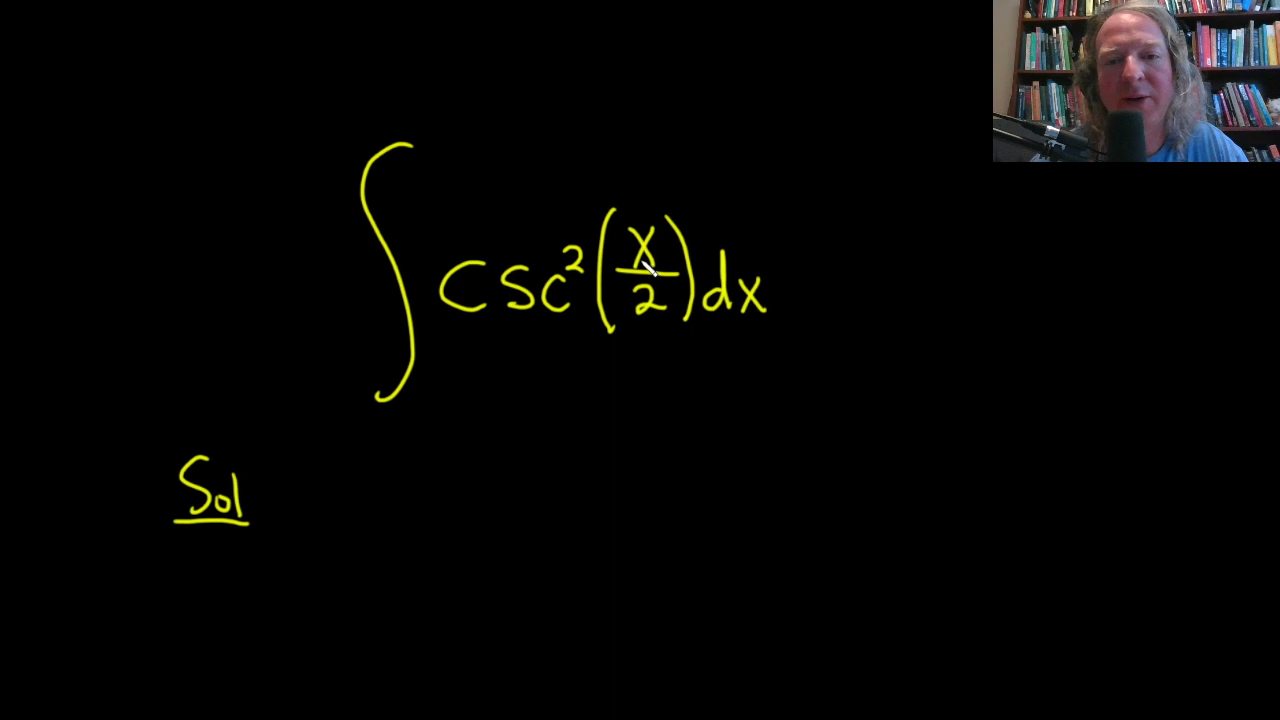 ∫ csc²(x/2) dx
Sol